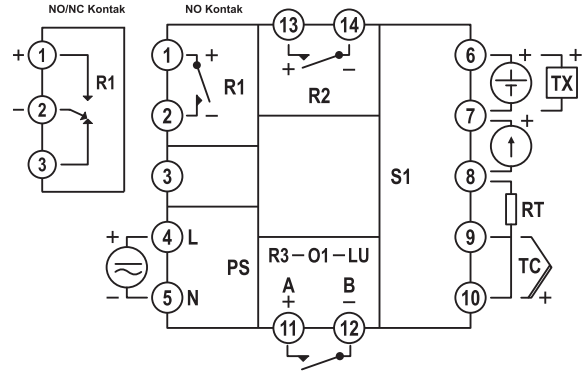 NO/NC Kontak
NO Kontak
13 14
+ 1
R1
− 2
3
1 +
R1
2 −
+ −
R2
6 + + TX
7 +
3
S1
8
RT
+ 4 L
9
PS
R3 – O1 – LU
A B
+ −
TC
− 5 N
10 +
11 12